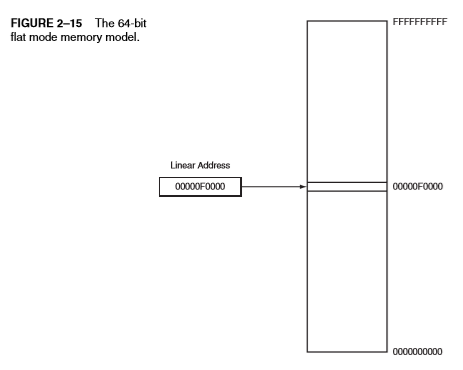 FIGURE 2–15 The 64-bit
flat mode memory model.
FFFFFFFFFF
Linear Address
00000F0000
00000F0000
0000000000